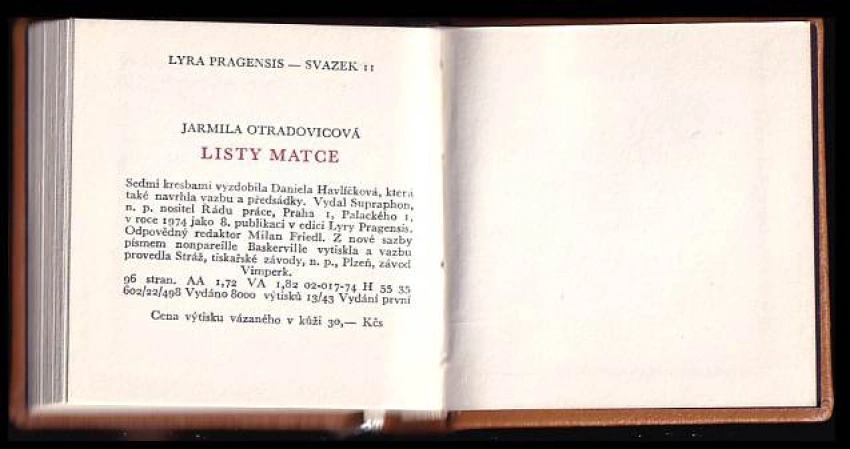 LYRA PRAGENSIS — SVAZEK 11
JARMILA OTRADOVICOVÁ
LISTY MATCE
Sedmi kresbami vyzdobila Daniela Havlíčková, která
také navrhla vazbu a předsádky. Vydal Supraphon,
n. p. nositel Řádu práce, Praha 1, Palackého 1,
v roce 1974 jako 8. publikaci v edici Lyry Pragensis.
Odpovědný redaktor Milan Friedl. Z nové sazby
písmem nonpareille Baskerville vytiskla a vazbu
provedla Stráž, tiskařské závody, n. p., Plzeň, závod
Vimperk.
96 stran. AA 1,72 VA 1,82 02-017-74 H 55 35
602/22/498 Vydáno 8000 výtisků 13/43 Vydání první
Cena výtisku vázaného v kůži 30,— Kčs